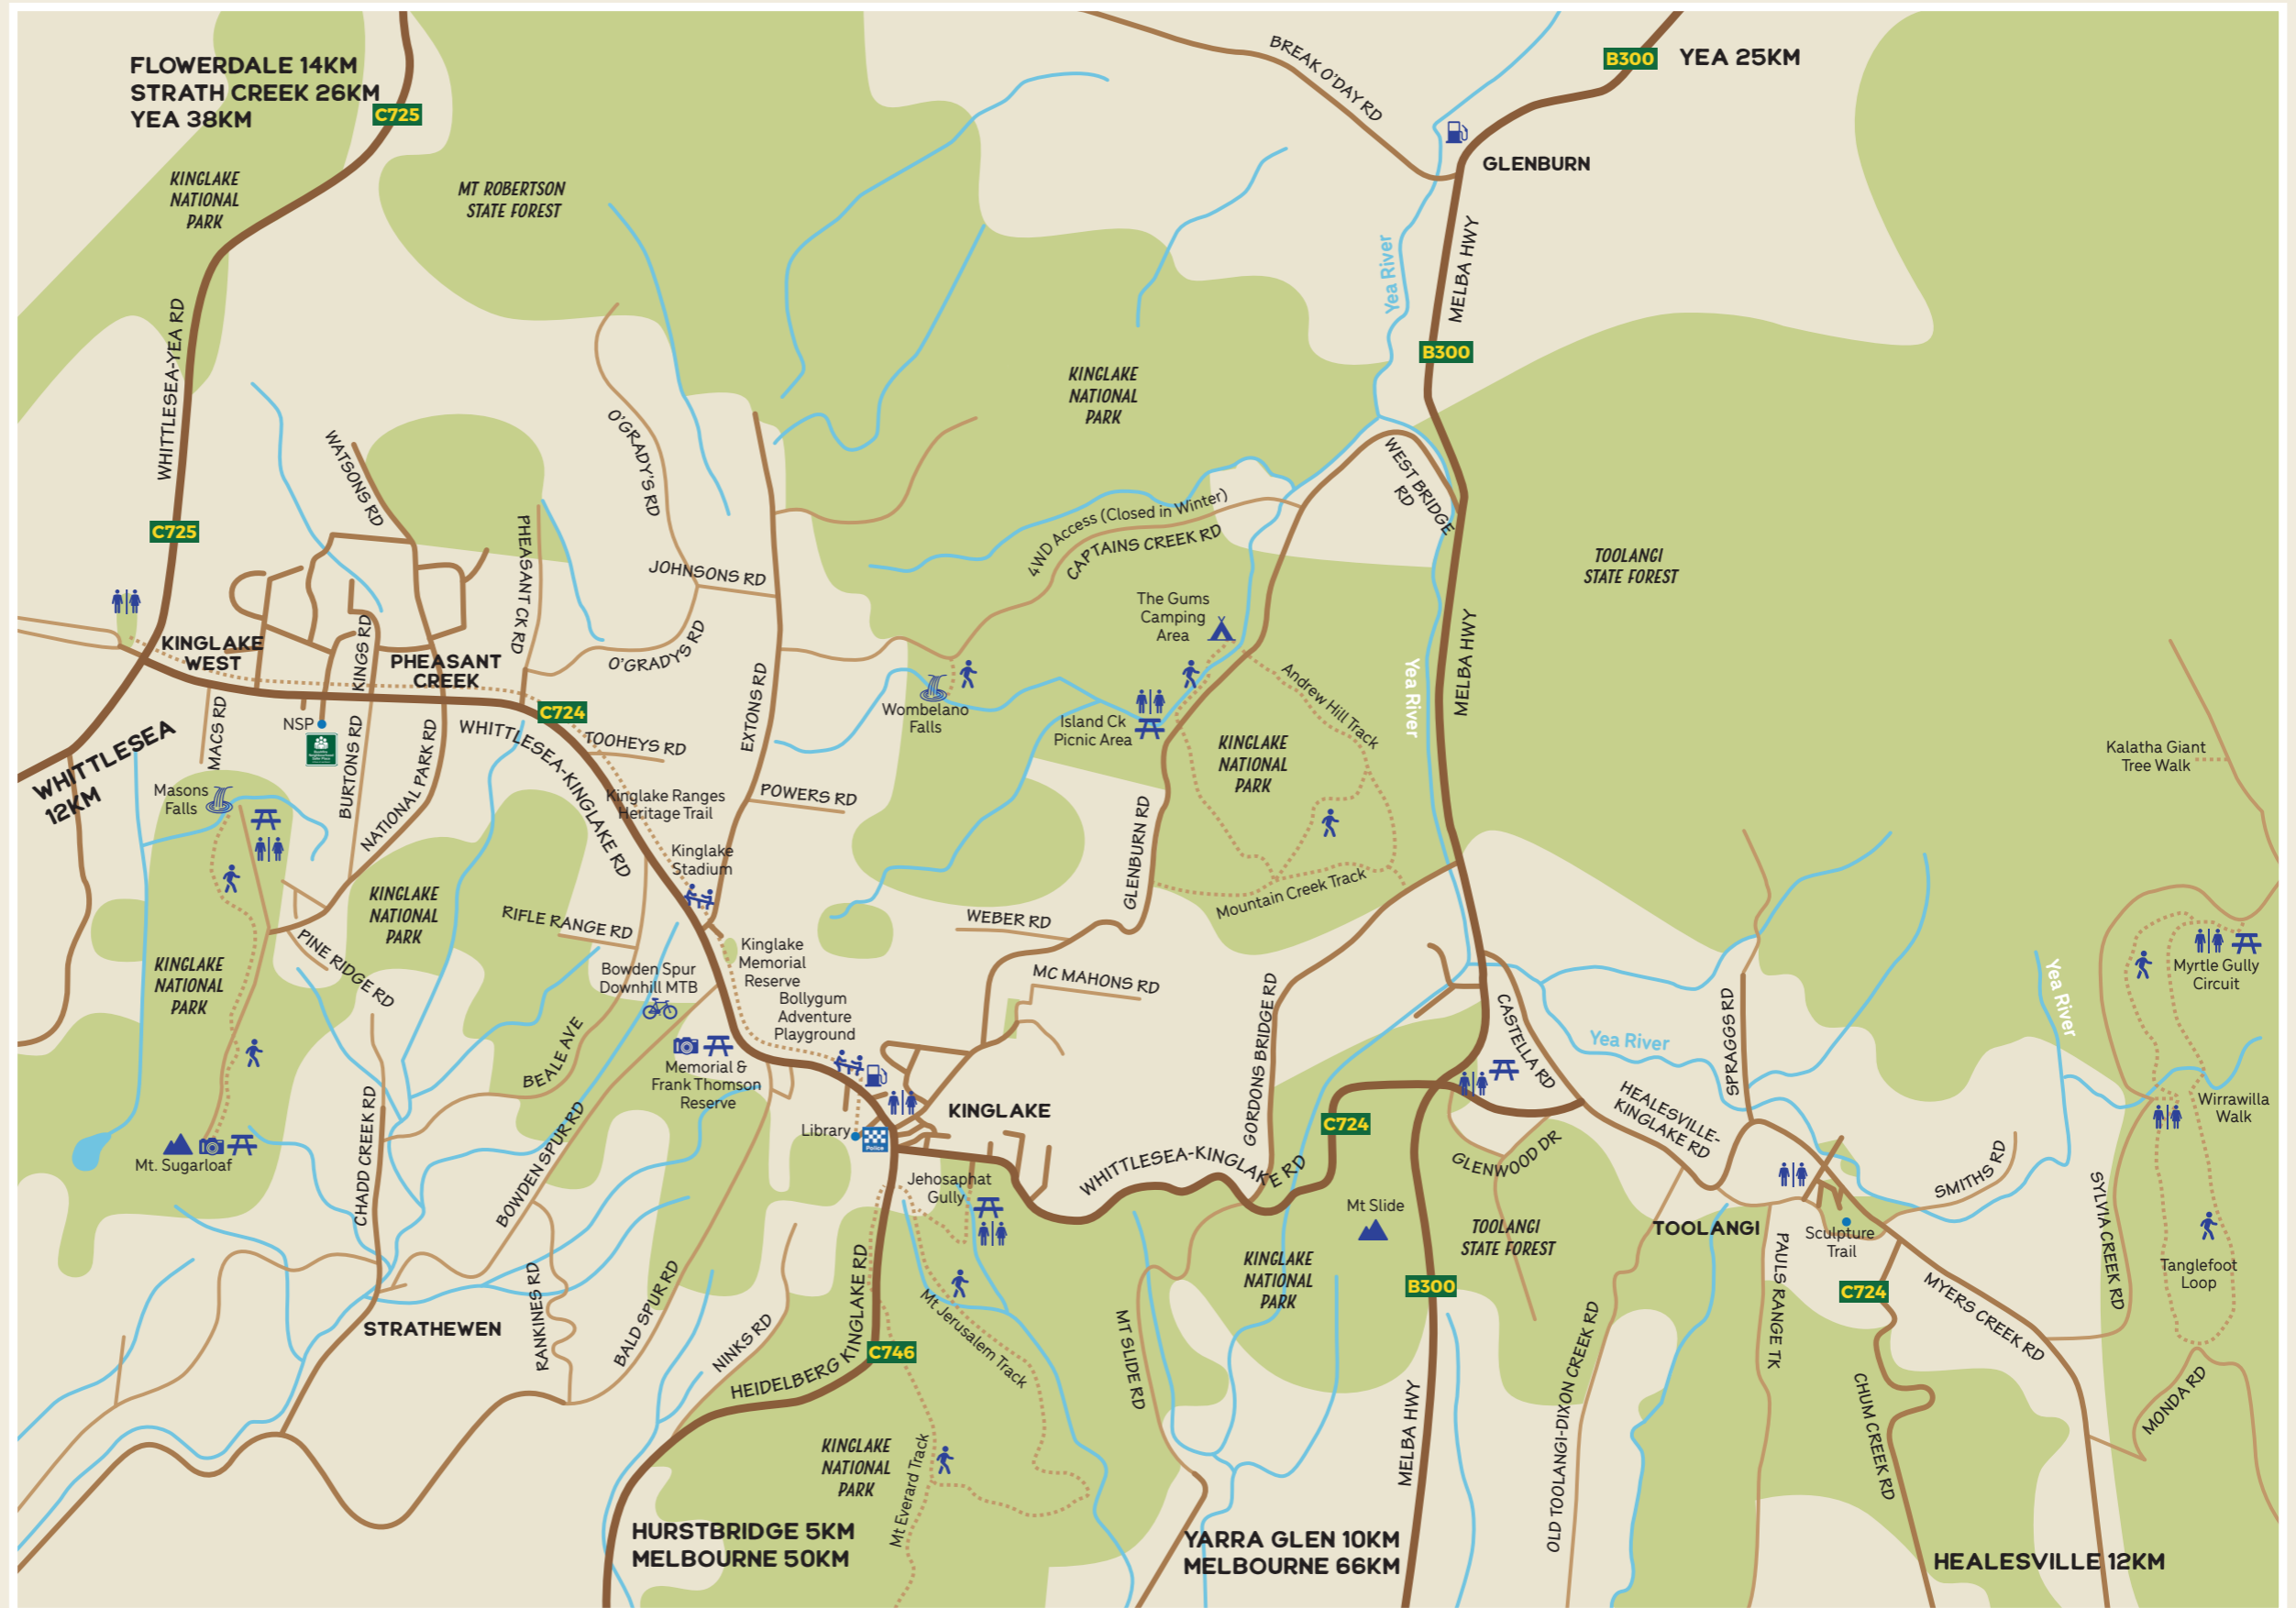 FLOWERDALE 14KM
STRATH CREEK 26KM
YEA 38KM
C725
BREAK O'DAY RD
B300
YEA 25KM
GLENBURN
KINGLAKE
NATIONAL
PARK
MT ROBERTSON
STATE FOREST
Yea River
MELBA HWY
B300
WHITTLESEA-YEA RD
KINGLAKE
NATIONAL
PARK
WATSONS RD
O'GRADY'S RD
WEST BRIDGE
RD
C725
PHEASANT CK RD
4WD Access (Closed in Winter)
CAPTAINS CREEK RD
JOHNSONS RD
TOOLANGI
STATE FOREST
The Gums
Camping
Area
KINGLAKE
WEST
KINGS RD
PHEASANT
CREEK
O'GRADYS RD
EXTONS RD
Andrew Hill Track
Yea River
MELBA HWY
Wombelano
Falls
Island Ck
Picnic Area
KINGLAKE
NATIONAL
PARK
C724
NSP
MACS RD
BURTONS RD
NATIONAL PARK RD
WHITTLESEA-KINGLAKE RD
TOOHEYS RD
WHITTLESEA
12KM
Kalatha Giant
Tree Walk
Masons
Falls
Kinglake Ranges
Heritage Trail
POWERS RD
Kinglake
Stadium
GLENBURN RD
Mountain Creek Track
KINGLAKE
NATIONAL
PARK
RIFLE RANGE RD
WEBER RD
PINE RIDGE RD
KINGLAKE
NATIONAL
PARK
Bowden Spur
Downhill MTB
Kinglake
Memorial
Reserve
MC MAHONS RD
Bollygum
Adventure
Playground
GORDONS BRIDGE RD
CASTELLA RD
SPRAGGS RD
Yea River
Yea River
Myrtle Gully
Circuit
BEALE AVE
Memorial &
Frank Thomson
Reserve
KINGLAKE
Library
Police
HEALESVILLE-
KINGLAKE RD
Wirrawilla
Walk
Mt. Sugarloaf
CHADD CREEK RD
BOWDEN SPUR RD
C724
WHITTLESEA-KINGLAKE RD
GLENWOOD DR
SMITHS RD
Jehosaphat
Gully
Mt Slide
TOOLANGI
STATE FOREST
TOOLANGI
Sculpture
Trail
SYLVIA CREEK RD
Tanglefoot
Loop
KINGLAKE
NATIONAL
PARK
B300
PAULS RANGE TK
C724
MYERS CREEK RD
STRATHEWEN
RANKINES RD
BALD SPUR RD
NINKS RD
HEIDELBERG KINGLAKE RD
C746
Mt Jerusalem Track
MT SLIDE RD
MELBA HWY
OLD TOOLANGI-DIXON CREEK RD
CHUM CREEK RD
MONDA RD
KINGLAKE
NATIONAL
PARK
Mt Everard Track
HURSTBRIDGE 5KM
MELBOURNE 50KM
YARRA GLEN 10KM
MELBOURNE 66KM
HEALESVILLE 12KM